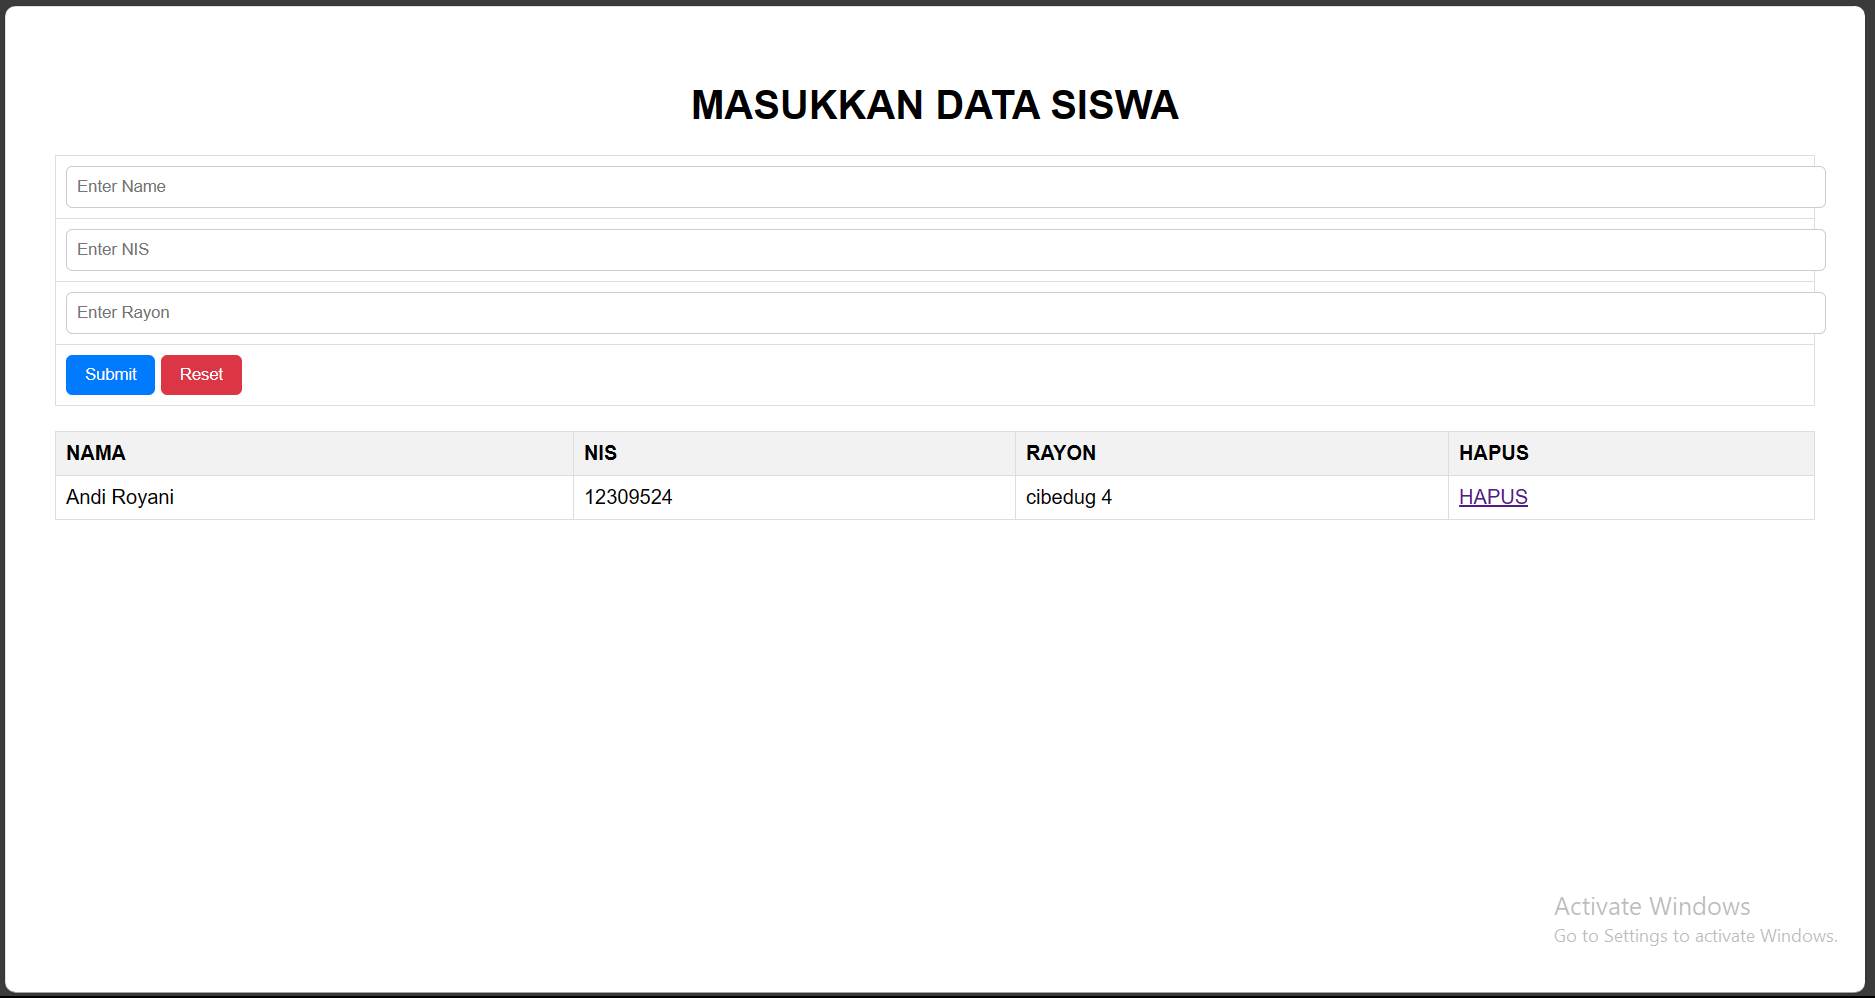 MASUKKAN DATA SISWA
Enter Name
Enter NIS
Enter Rayon
Submit Reset
NAMA NIS RAYON HAPUS
Andi Royani 12309524 cibedug 4 HAPUS
Activate Windows
Go to Settings to activate Windows.